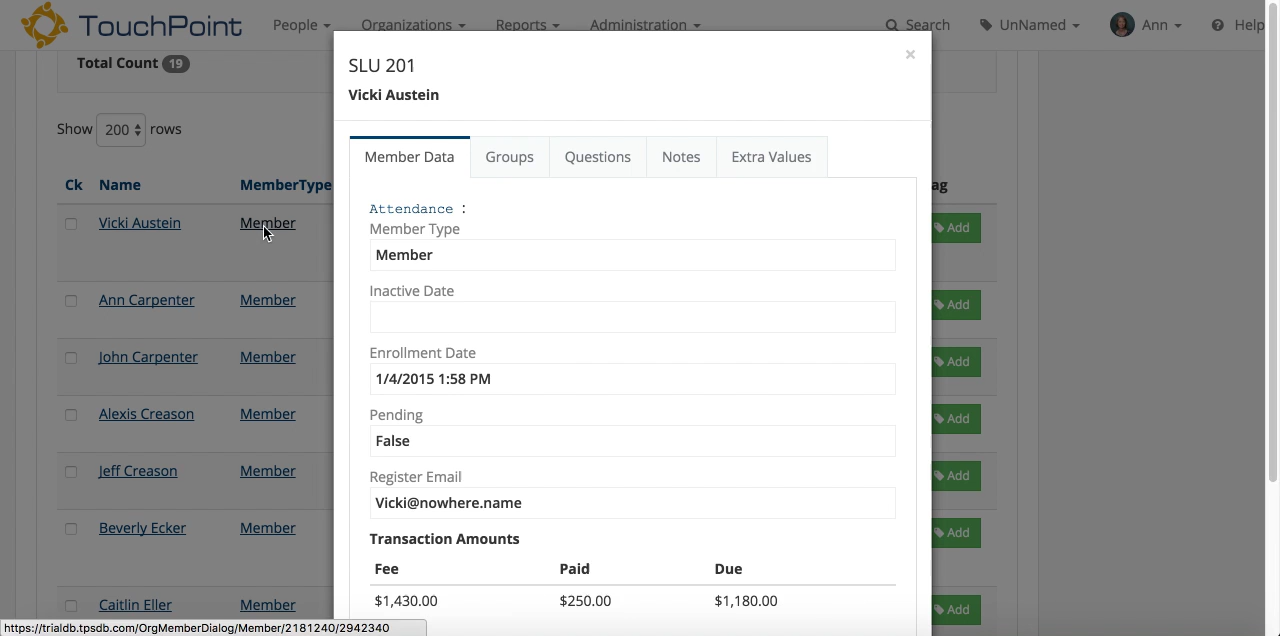 TouchPoint People Organizations Reports Administration Search UnNamed Ann Help
Total Count 19
Show 200 rows
Ck Name MemberType ag
Vicki Austein Member Add
Ann Carpenter Member Add
John Carpenter Member Add
Alexis Creason Member Add
Jeff Creason Member Add
Beverly Ecker Member Add
Caitlin Eller Member Add
SLU 201 ×
Vicki Austein
Member Data Groups Questions Notes Extra Values
Attendance :
Member Type
Member
Inactive Date
Enrollment Date
1/4/2015 1:58 PM
Pending
False
Register Email
Vicki@nowhere.name
Transaction Amounts
Fee Paid Due
$1,430.00 $250.00 $1,180.00
https://trialdb.tpsdb.com/OrgMemberDialog/Member/2181240/2942340